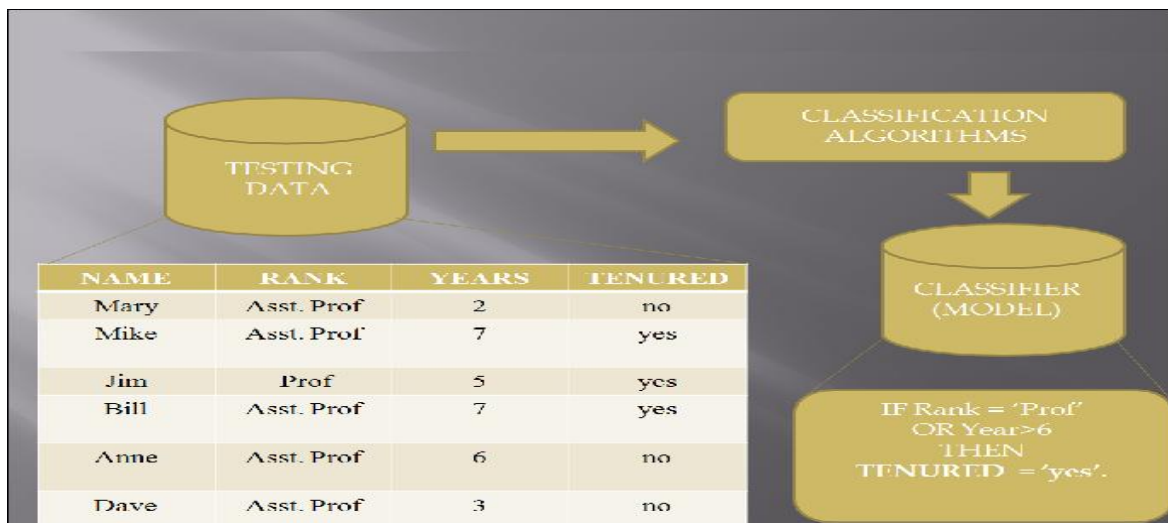 TESTING
DATA
CLASSIFICATION
ALGORITHMS
CLASSIFIER
(MODEL)
NAME RANK YEARS TENURED
Mary Asst. Prof 2 no
Mike Asst. Prof 7 yes
Jim Prof 5 yes
Bill Asst. Prof 7 yes
Anne Asst. Prof 6 no
Dave Asst. Prof 3 no
IF Rank = ‘Prof’
OR Year>6
THEN
TENURED = ‘yes’.